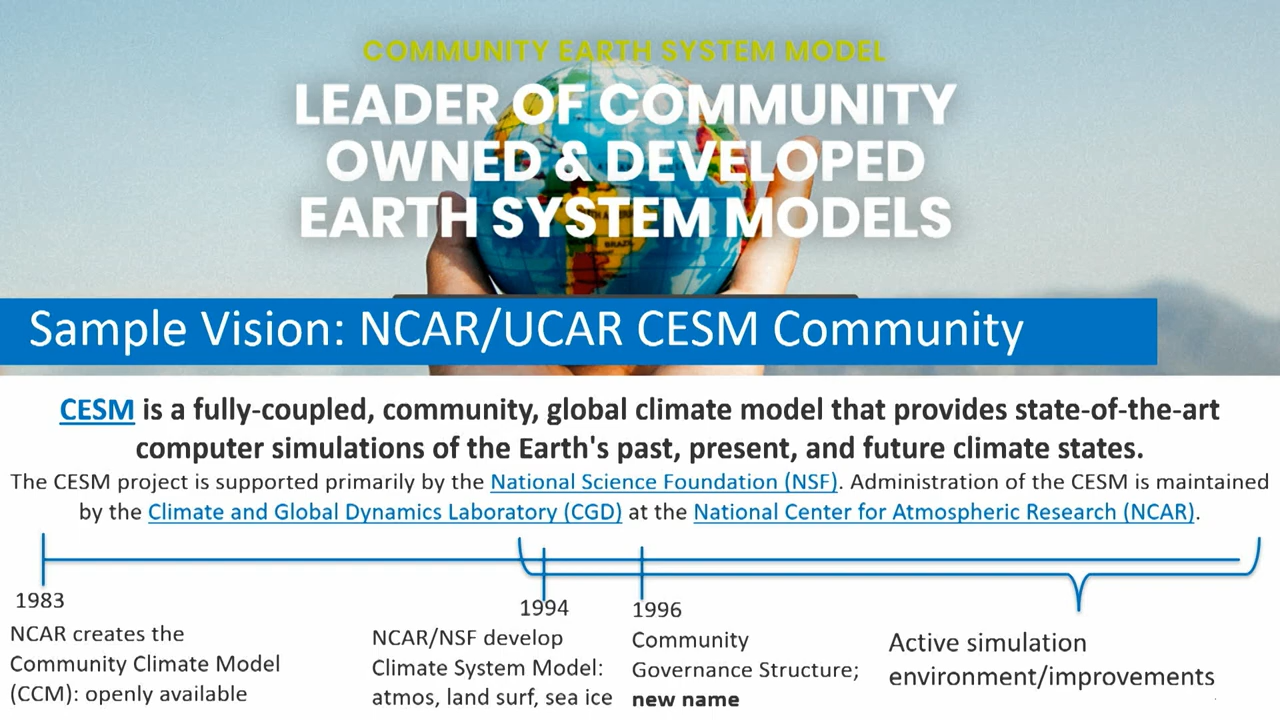 COMMUNITY EARTH SYSTEM MODEL
LEADER OF COMMUNITY
OWNED & DEVELOPED
EARTH SYSTEM MODELS
BRAZIL
Sample Vision: NCAR/UCAR CESM Community
CESM is a fully-coupled, community, global climate model that provides state-of-the-art
computer simulations of the Earth's past, present, and future climate states.
The CESM project is supported primarily by the National Science Foundation (NSF). Administration of the CESM is maintained
by the Climate and Global Dynamics Laboratory (CGD) at the National Center for Atmospheric Research (NCAR).
1983
NCAR creates the
Community Climate Model
(CCM): openly available
1994
NCAR/NSF develop
Climate System Model:
atmos, land surf, sea ice
1996
Community
Governance Structure;
new name
Active simulation
environment/improvements